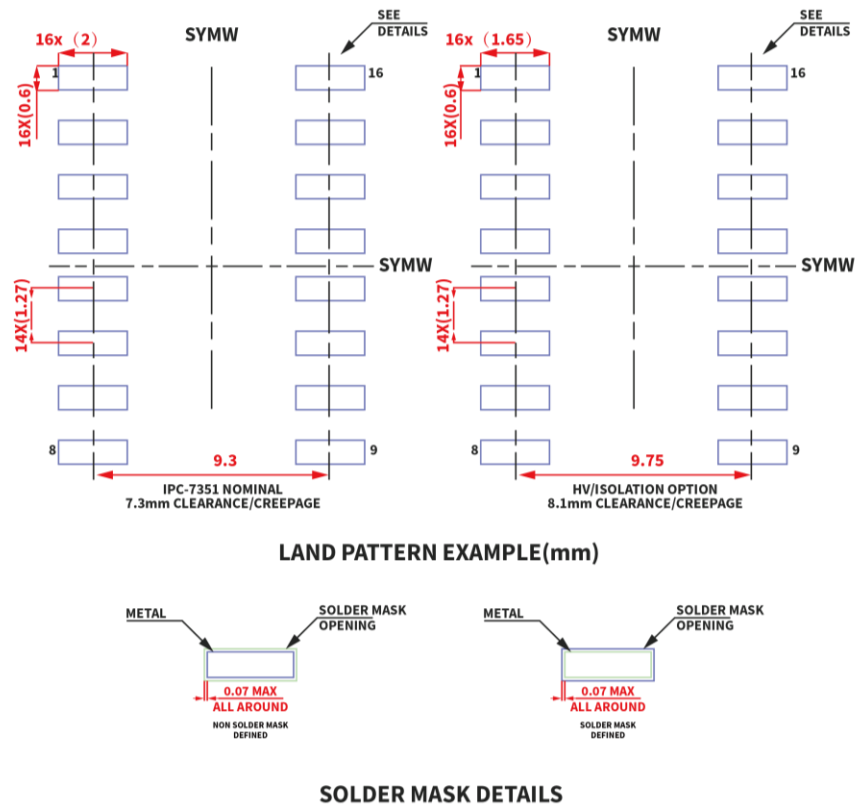 SEE
DETAILS
SYMW
16x（2）
1
16
16X(0.6)
SYMW
14X(1.27)
8
9
9.3
IPC-7351 NOMINAL
7.3mm CLEARANCE/CREEPAGE
SEE
DETAILS
SYMW
16x（1.65）
1
16
16X(0.6)
SYMW
14X(1.27)
8
9
9.75
HV/ISOLATION OPTION
8.1mm CLEARANCE/CREEPAGE
LAND PATTERN EXAMPLE(mm)
METAL
SOLDER MASK
OPENING
0.07 MAX
ALL AROUND
NON SOLDER MASK
DEFINED
METAL
SOLDER MASK
OPENING
0.07 MAX
ALL AROUND
SOLDER MASK
DEFINED
SOLDER MASK DETAILS